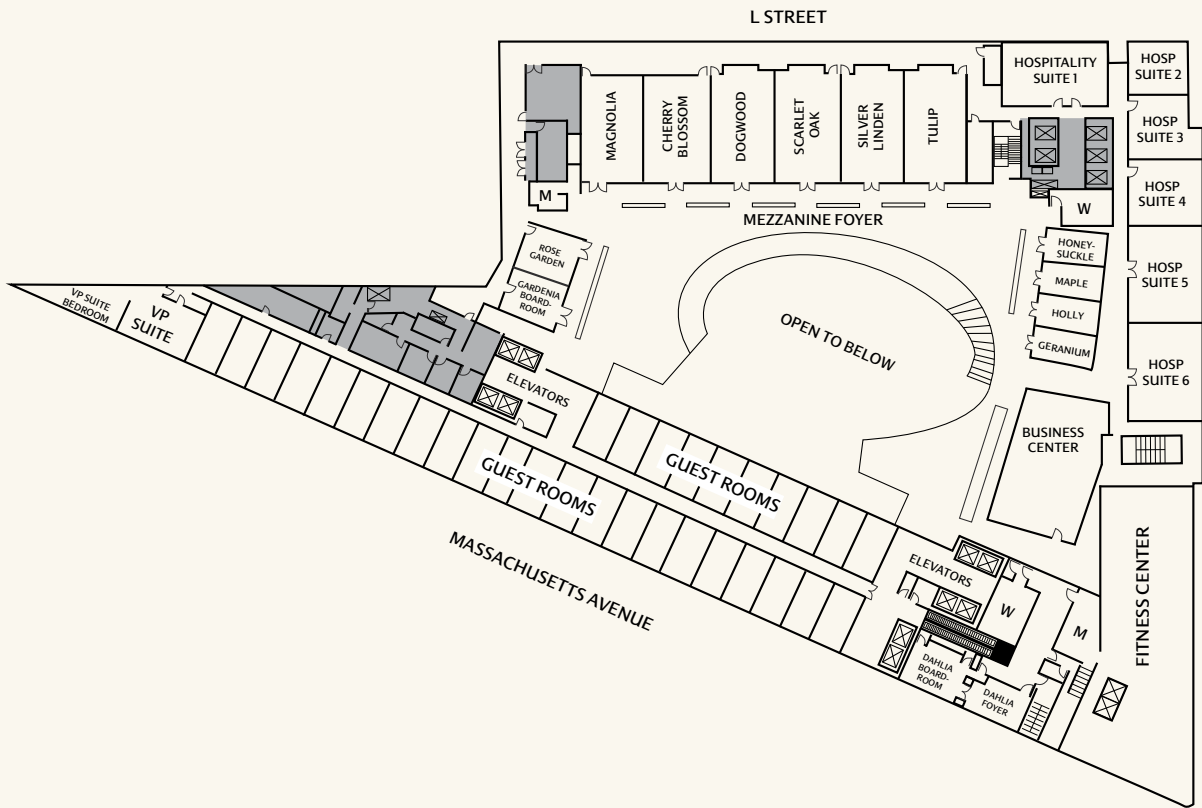 L STREET
HOSPITALITY
SUITE 1
HOSP
SUITE 2
HOSP
SUITE 3
HOSP
SUITE 4
HOSP
SUITE 5
HOSP
SUITE 6
MAGNOLIA
CHERRY
BLOSSOM
DOGWOOD
SCARLET
OAK
SILVER
LINDEN
TULIP
M
W
MEZZANINE FOYER
ROSE
GARDEN
GARDENIA
BOARD-
ROOM
HONEY-
SUCKLE
MAPLE
HOLLY
GERANIUM
OPEN TO BELOW
VP SUITE
BEDROOM
VP
SUITE
ELEVATORS
BUSINESS
CENTER
GUEST ROOMS
GUEST ROOMS
MASSACHUSETTS AVENUE
ELEVATORS
W
M
FITNESS CENTER
DAHLIA
BOARD-
ROOM
DAHLIA
FOYER